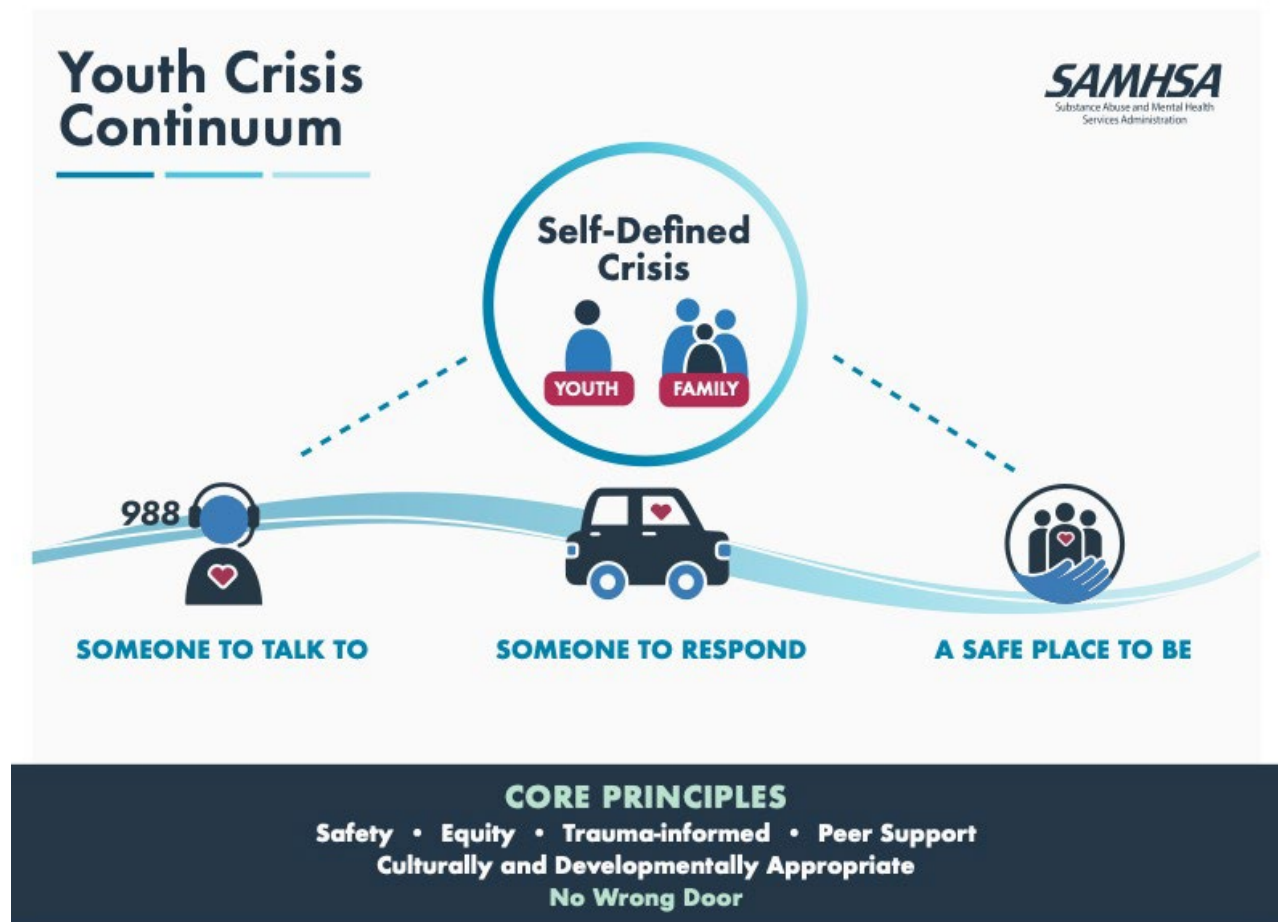 Youth Crisis
Continuum
SAMHSA
Substance Abuse and Mental Health
Services Administration
Self-Defined
Crisis
YOUTH
FAMILY
988
SOMEONE TO TALK TO
SOMEONE TO RESPOND
A SAFE PLACE TO BE
CORE PRINCIPLES
Safety • Equity • Trauma-informed • Peer Support
Culturally and Developmentally Appropriate
No Wrong Door